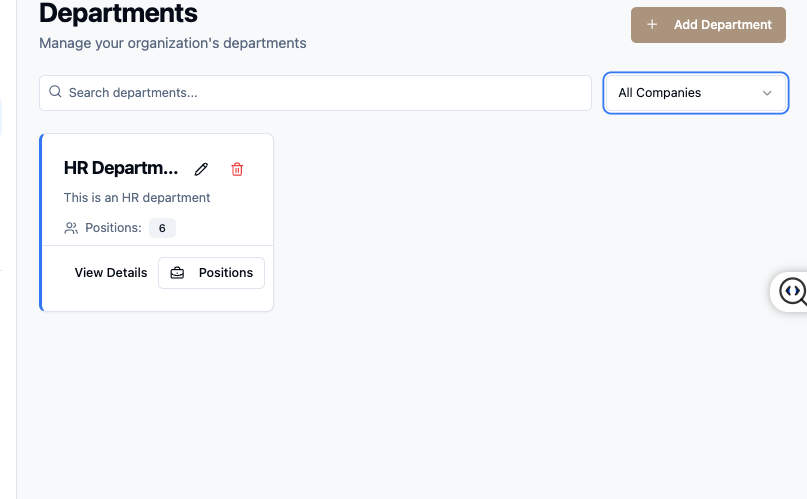 Departments
Manage your organization's departments
Add Department
Search departments...
All Companies
HR Departm...
This is an HR department
Positions: 6
View Details
Positions